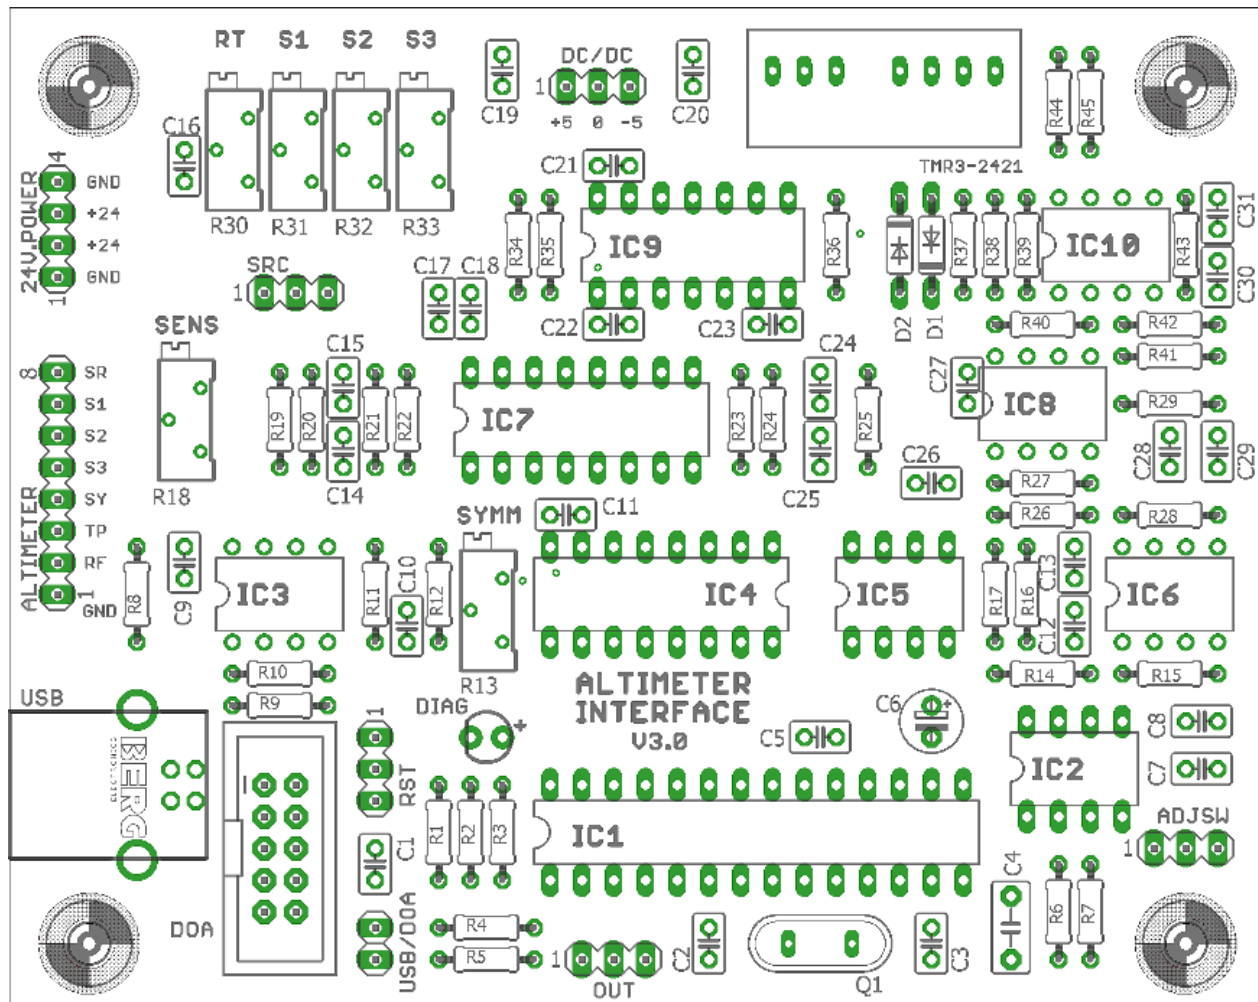 RT S1 S2 S3
DC/DC
1
+5 0 -5
C19
C20
C16
R30 R31 R32 R33
TMR3-2421
R44
R45
C21
24V.POWER
4
GND
+24
+24
GND
1
SRC
1
C17 C18
R34
R35
IC9
R36
D2
D1
R37
R38
R39
IC10
R43
C31
C30
C22
C23
R40
R42
R41
SENS
R18
C15
C14
R19
R20
R21
R22
IC7
R23
R24
C24
C25
R25
C27
IC8
R29
C28
C29
C26
R27
R26
R28
ALTIMETER
8
SR
S1
S2
S3
SY
TP
RF
1
GND
R8
C9
IC3
R11
C10
R12
SYMM
R13
C11
IC4
IC5
R17
R16
C13
C12
IC6
R10
R9
R14
R15
ALTIMETER
INTERFACE
V3.0
USB
BERG
ELECTRONICS
DIAG
+
C5
C6
+
IC2
C8
C7
ADJSW
1
1
RST
R1
R2
R3
IC1
C1
DOA
USB/DOA
R4
R5
1
OUT
C2
Q1
C3
C4
R6
R7